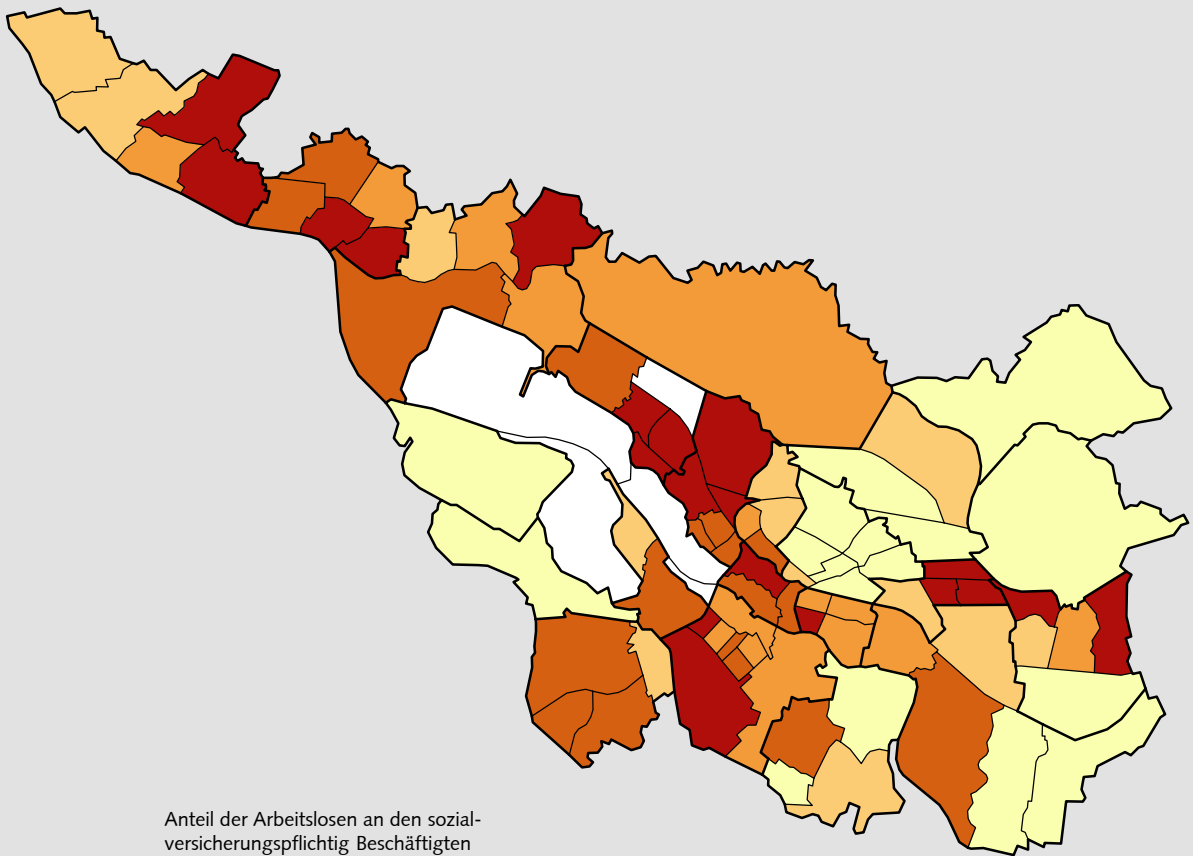 Anteil der Arbeitslosen an den sozial-
versicherungspflichtig Beschäftigten